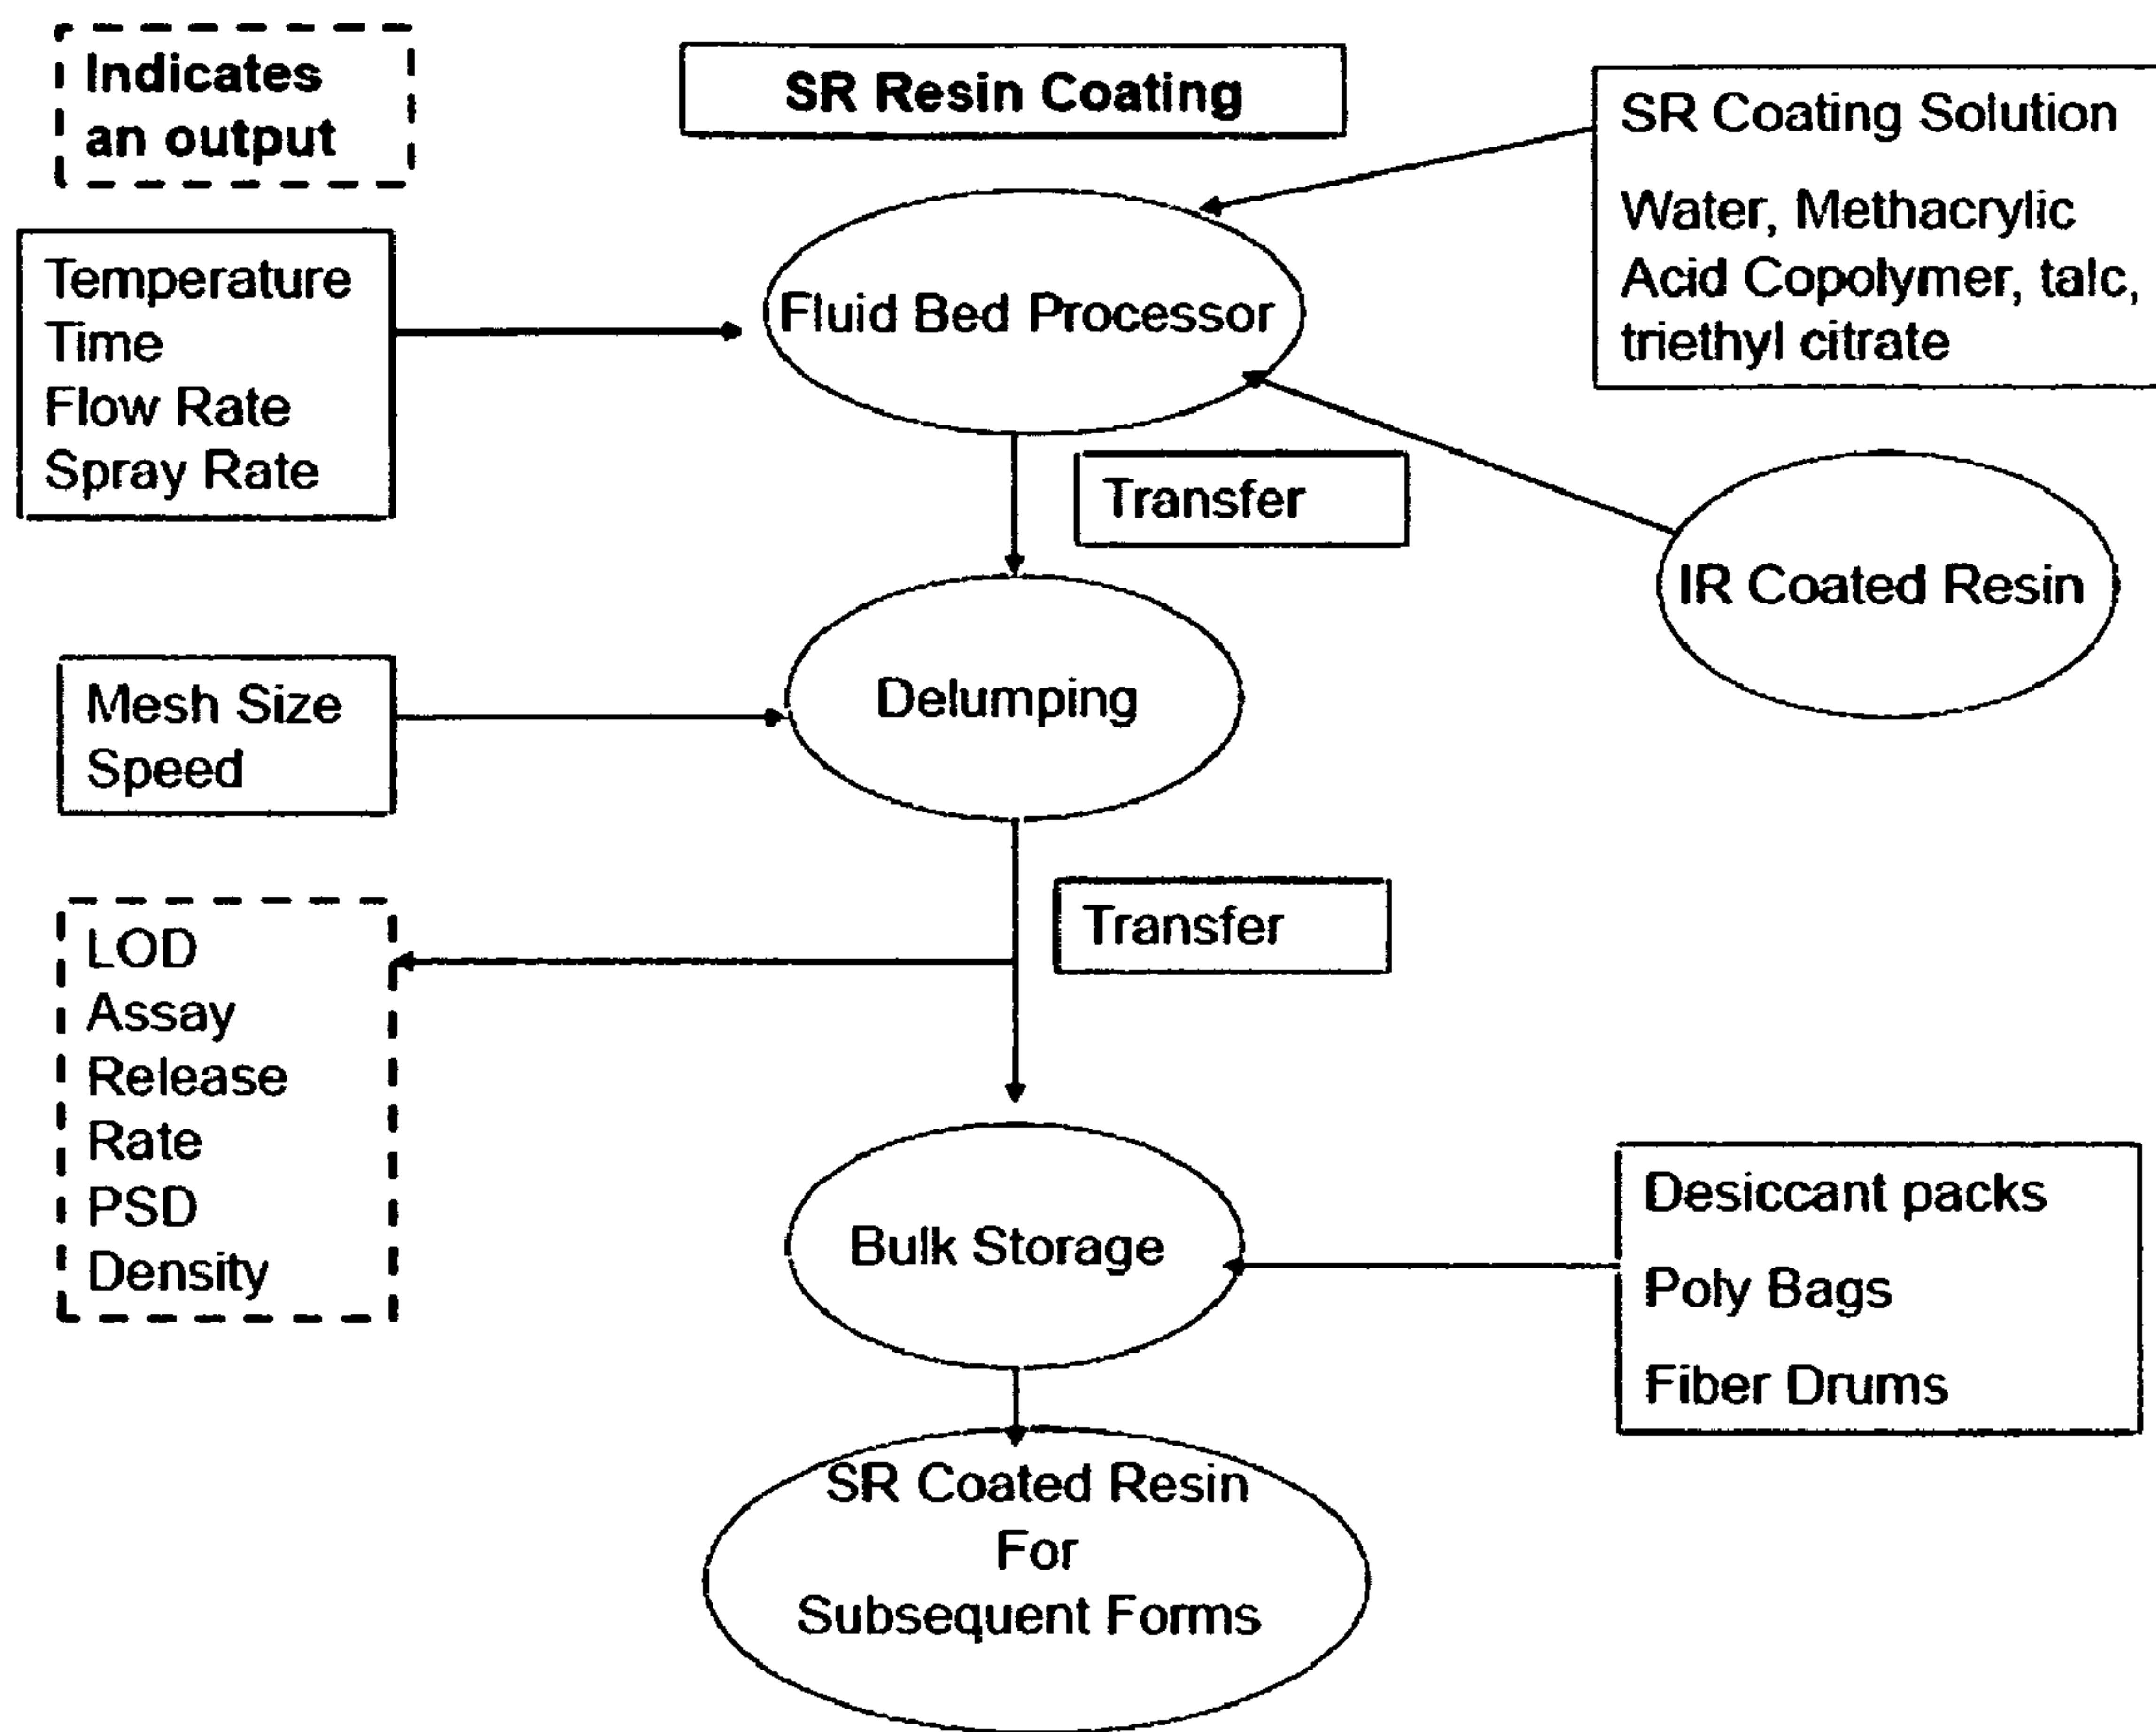 Indicates
an output
SR Resin Coating
SR Coating Solution
Water, Methacrylic
Acid Copolymer, talc,
triethyl citrate
Temperature
Time
Flow Rate
Spray Rate
Fluid Bed Processor
Transfer
IR Coated Resin
Mesh Size
Speed
Delumping
Transfer
LOD
Assay
Release
Rate
PSD
Density
Bulk Storage
Desiccant packs
Poly Bags
Fiber Drums
SR Coated Resin
For
Subsequent Forms